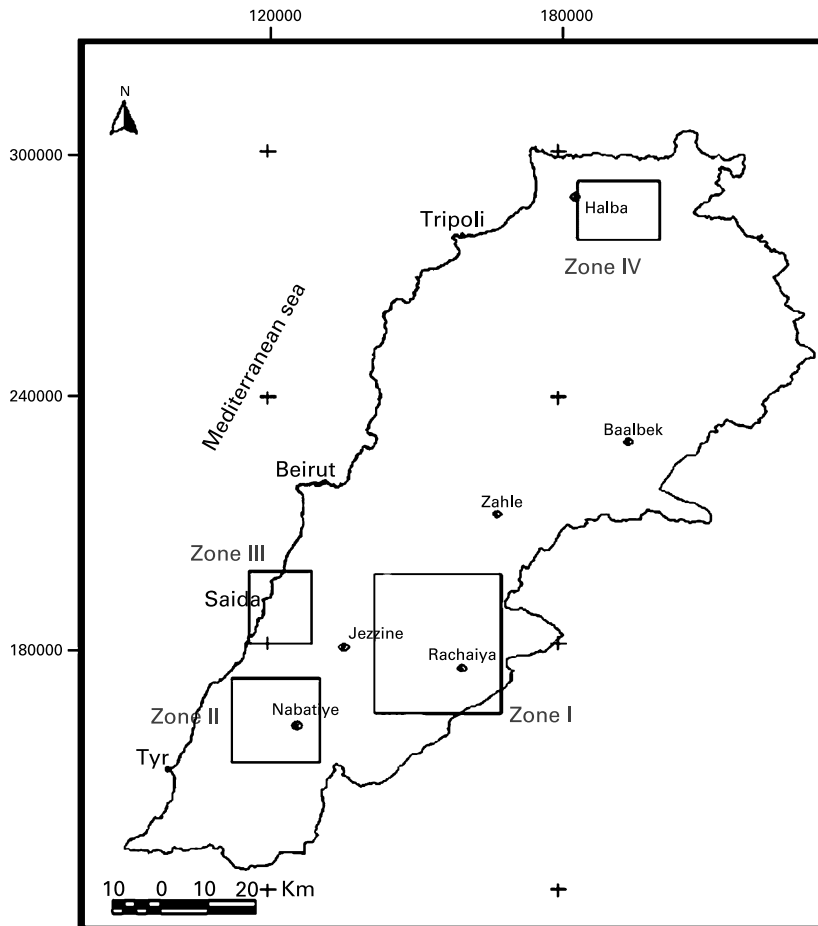 120000 180000
N
300000
Halba
Tripoli
Zone IV
Mediterranean sea
240000
Baalbek
Beirut
Zahle
Zone III
Saida
Jezzine
180000
Rachaiya
Nabatiye
Zone II
Zone I
Tyr
10 0 10 20 Km